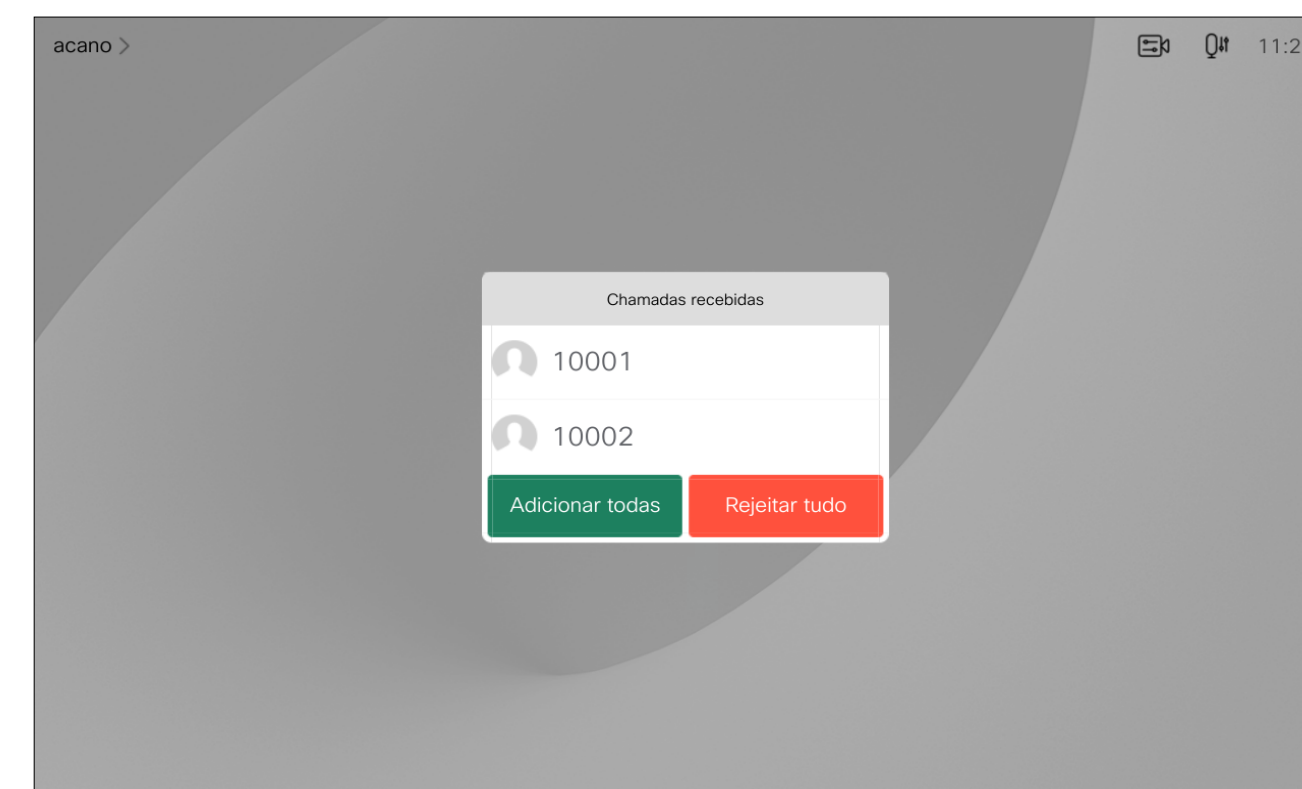 acano
11:2
Chamadas recebidas
10001
10002
Adicionar todas
Rejeitar tudo